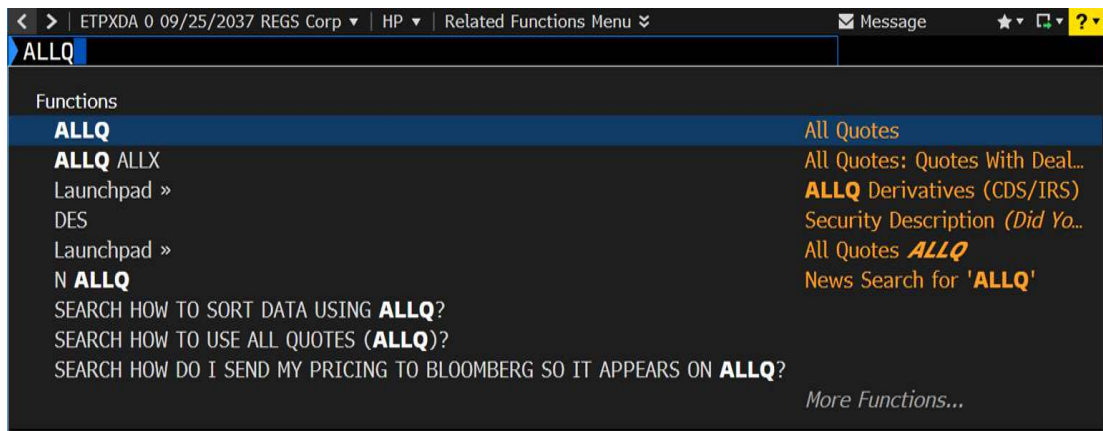 ETPXDA 0 09/25/2037 REGS Corp ▾ | HP ▾ | Related Functions Menu Message ?
ALLQ
Functions
ALLQ All Quotes
ALLQ ALLX All Quotes: Quotes With Deal...
Launchpad » ALLQ Derivatives (CDS/IRS)
DES Security Description (Did Yo...
Launchpad » All Quotes ALLQ
N ALLQ News Search for 'ALLQ'
SEARCH HOW TO SORT DATA USING ALLQ?
SEARCH HOW TO USE ALL QUOTES (ALLQ)?
SEARCH HOW DO I SEND MY PRICING TO BLOOMBERG SO IT APPEARS ON ALLQ?
More Functions...